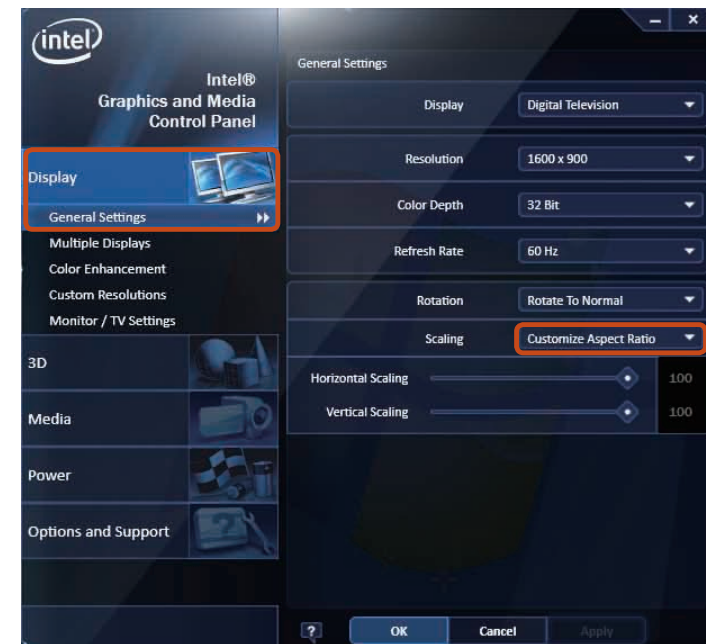 intel
Intel®
Graphics and Media
Control Panel
Display
General Settings
Multiple Displays
Color Enhancement
Custom Resolutions
Monitor / TV Settings
3D
Media
Power
Options and Support
General Settings
Display Digital Television
Resolution 1600 x 900
Color Depth 32 Bit
Refresh Rate 60 Hz
Rotation Rotate To Normal
Scaling Customize Aspect Ratio
Horizontal Scaling 100
Vertical Scaling 100
? OK Cancel Apply